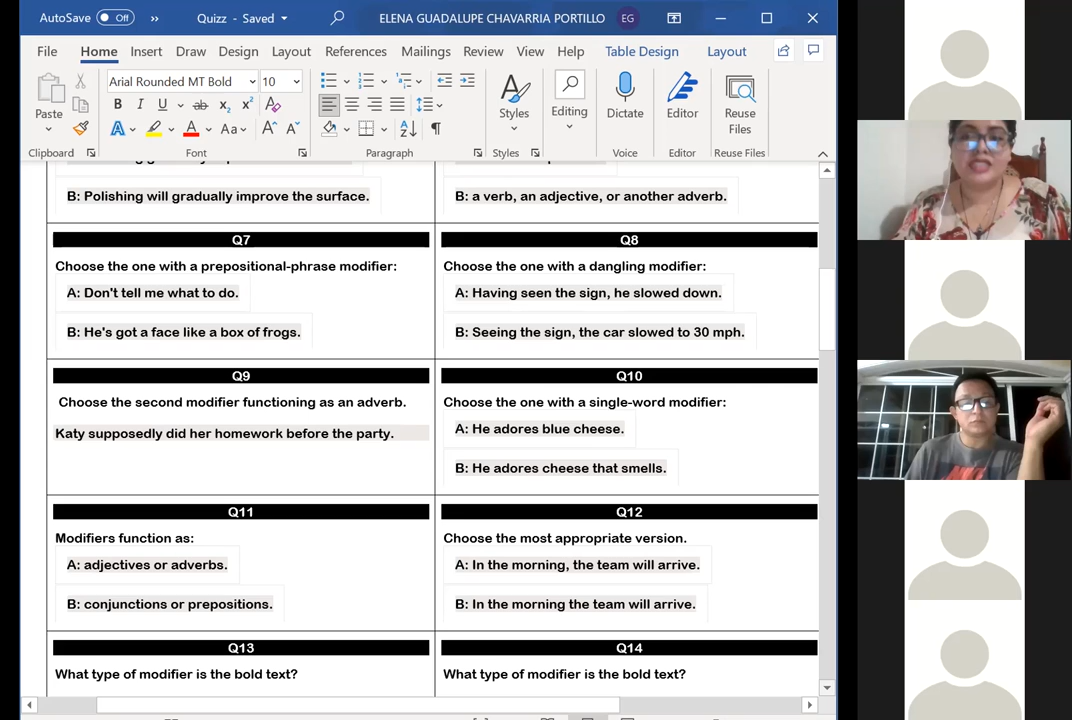 AutoSave Off » Quizz - Saved ELENA GUADALUPE CHAVARRIA PORTILLO EG
File Home Insert Draw Design Layout References Mailings Review View Help Table Design Layout
Arial Rounded MT Bold 10
B I U ab x2 x2 A
A A Aa A A
Paste Styles Editing Dictate Editor Reuse Files
Clipboard Font Paragraph Styles Voice Editor Reuse Files
B: Polishing will gradually improve the surface.
B: a verb, an adjective, or another adverb.
Q7
Choose the one with a prepositional-phrase modifier:
A: Don't tell me what to do.
B: He's got a face like a box of frogs.
Q8
Choose the one with a dangling modifier:
A: Having seen the sign, he slowed down.
B: Seeing the sign, the car slowed to 30 mph.
Q9
Choose the second modifier functioning as an adverb.
Katy supposedly did her homework before the party.
Q10
Choose the one with a single-word modifier:
A: He adores blue cheese.
B: He adores cheese that smells.
Q11
Modifiers function as:
A: adjectives or adverbs.
B: conjunctions or prepositions.
Q12
Choose the most appropriate version.
A: In the morning, the team will arrive.
B: In the morning the team will arrive.
Q13
What type of modifier is the bold text?
Q14
What type of modifier is the bold text?